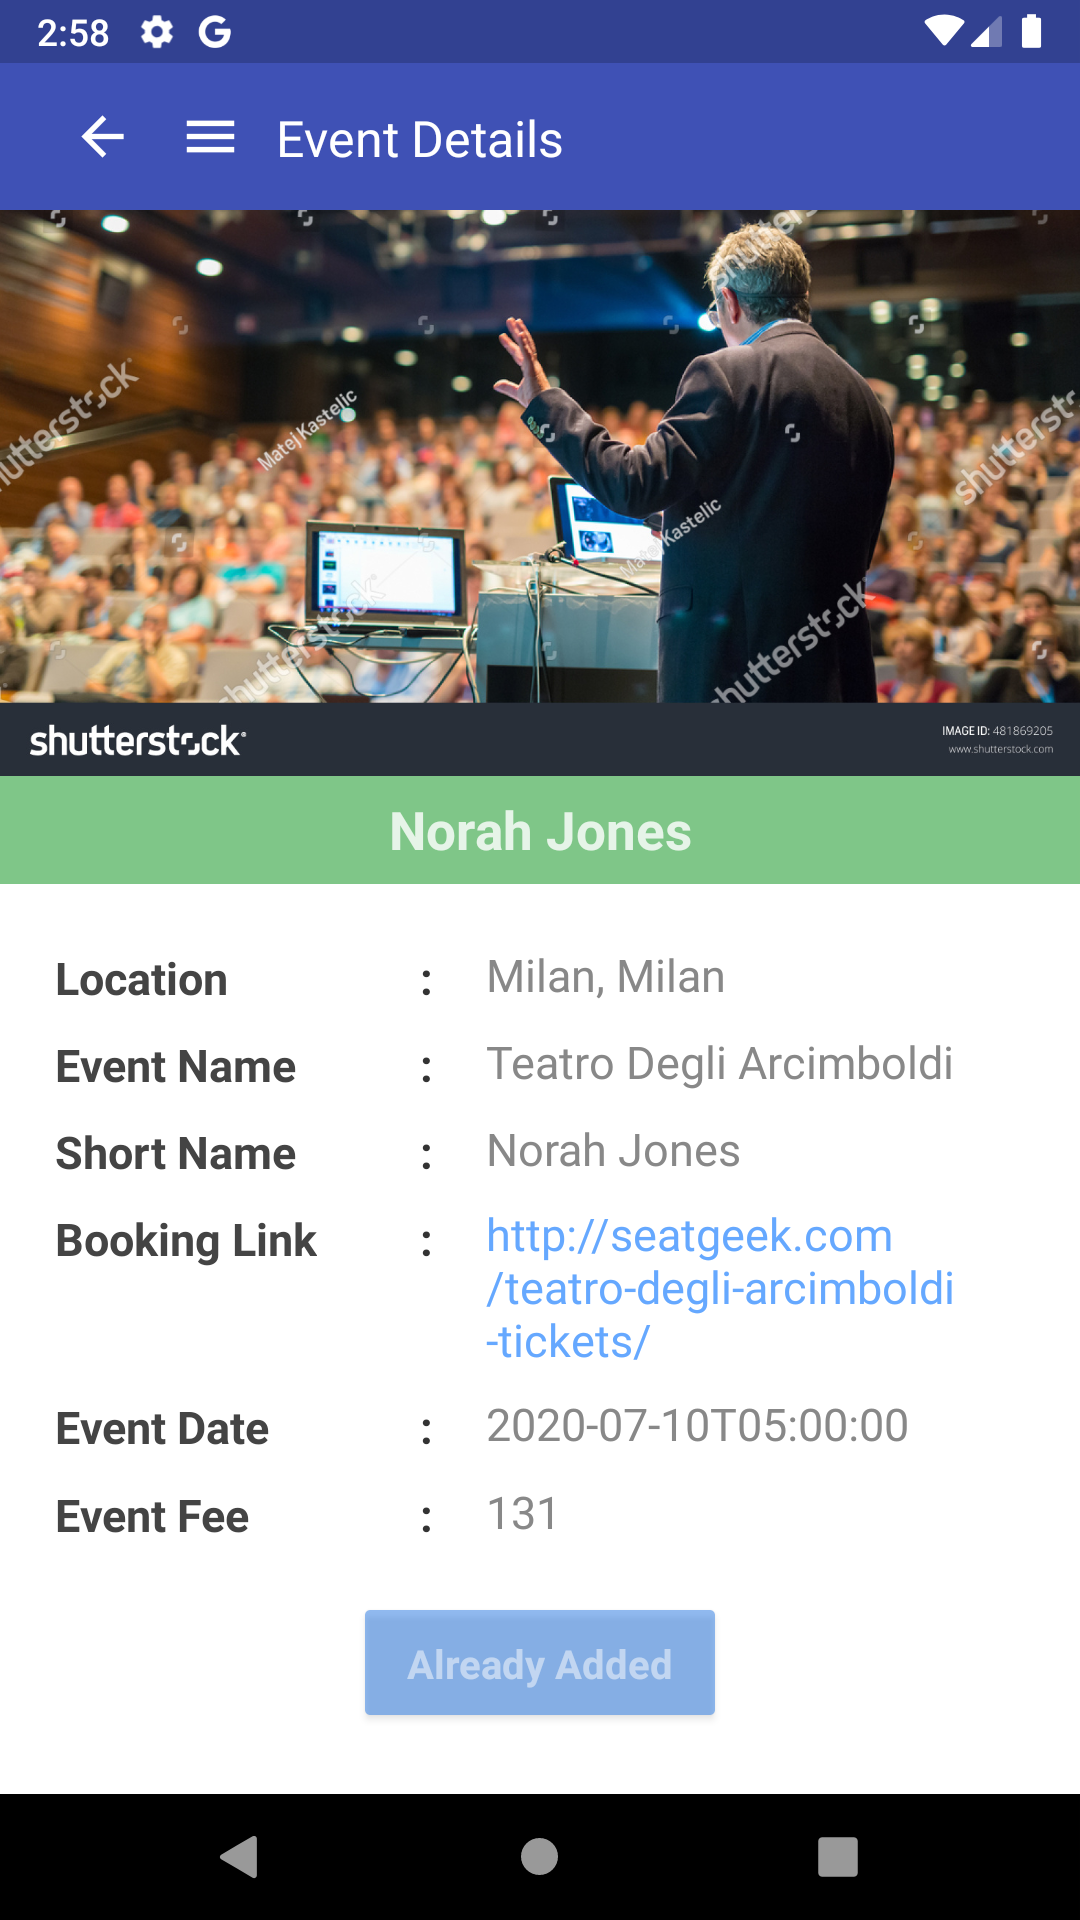 2:58
Event Details
shutterstock
shutterstock
Matej Kastelic
shutterstock
Matej Kastelic
shutterstock
shutterstock
shutterstock
IMAGE ID: 481869205
www.shutterstock.com
Norah Jones
Location : Milan, Milan
Event Name : Teatro Degli Arcimboldi
Short Name : Norah Jones
Booking Link : http://seatgeek.com
/teatro-degli-arcimboldi
-tickets/
Event Date : 2020-07-10T05:00:00
Event Fee : 131
Already Added